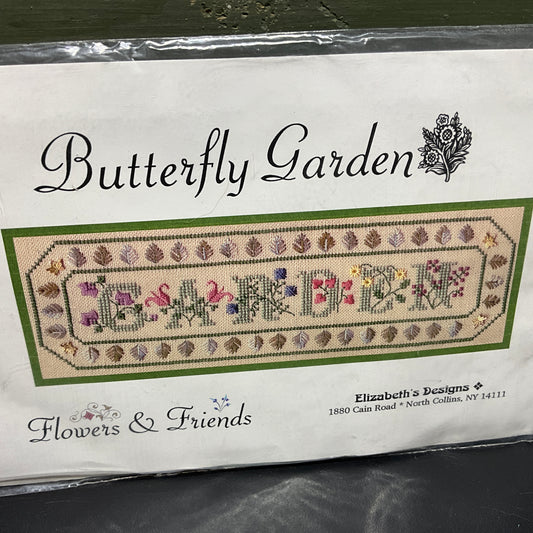 Butterfly Garden
GARDEN
Flowers & Friends
Elizabeth's Designs
1880 Cain Road * North Collins, NY 14111